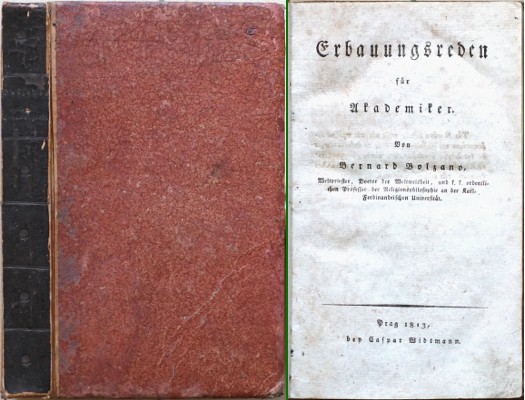 Erbauungsreden
für
Akademiker.
Von
Bernard Bolzano,
Weltpriester, Doctor der Weltweisheit, und k. k. ordentli-
chen Professor der Religionsphilosophie an der Karl-
Ferdinandeischen Universität.
Prag 1813,
bey Caspar Widtmann.